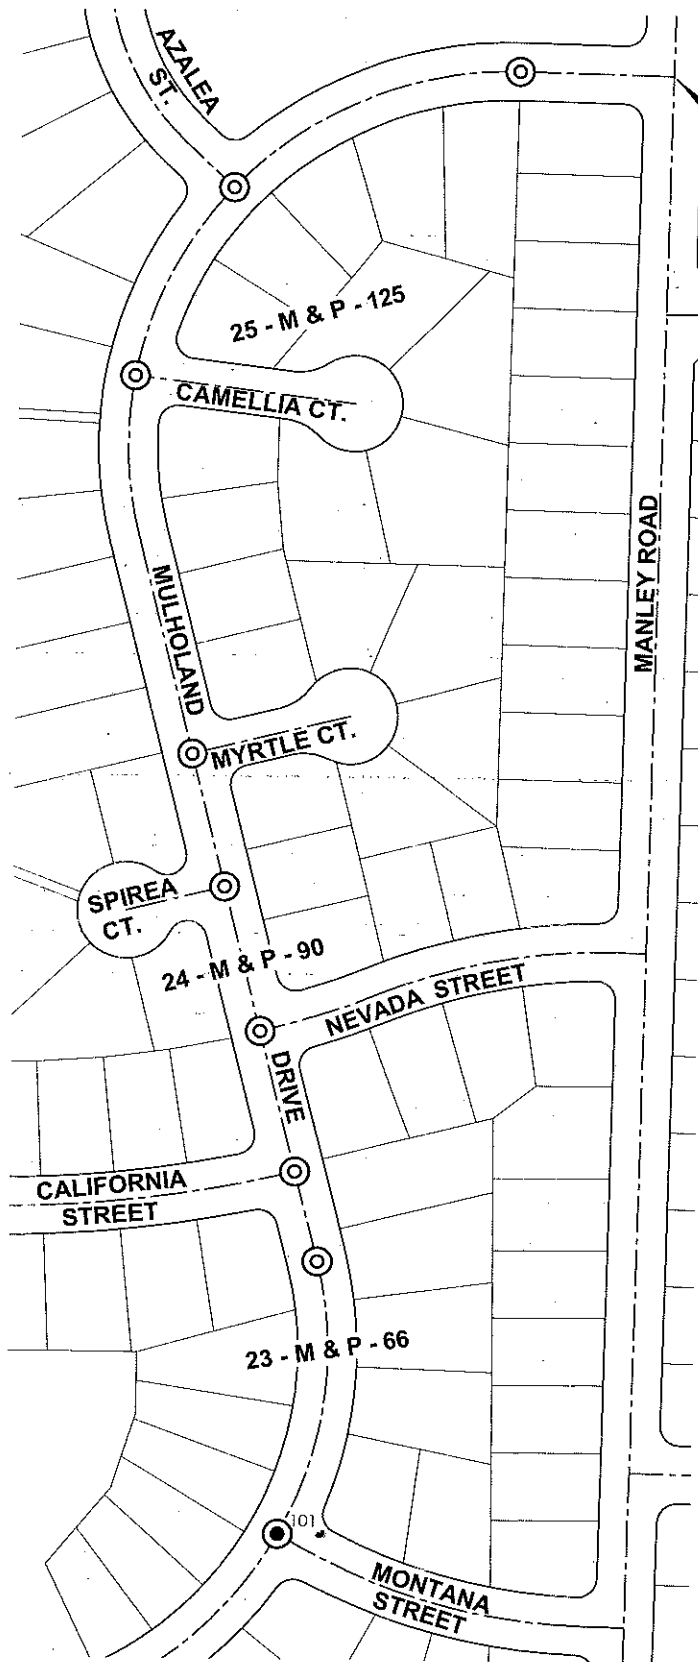 AZALEA
ST.
25 - M & P - 125
CAMELLIA CT.
MANLEY ROAD
MULHOLAND
MYRTLE CT.
SPIREA
CT.
24 - M & P - 90
NEVADA STREET
DRIVE
CALIFORNIA
STREET
23 - M & P - 66
101
MONTANA
STREET